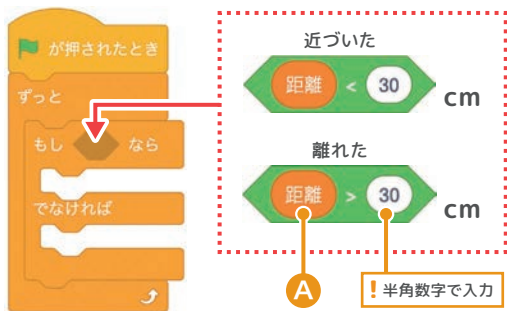 が押されたとき
ずっと
もし なら
でなければ
近づいた
距離 < 30 cm
離れた
距離 > 30 cm
A
! 半角数字で入力